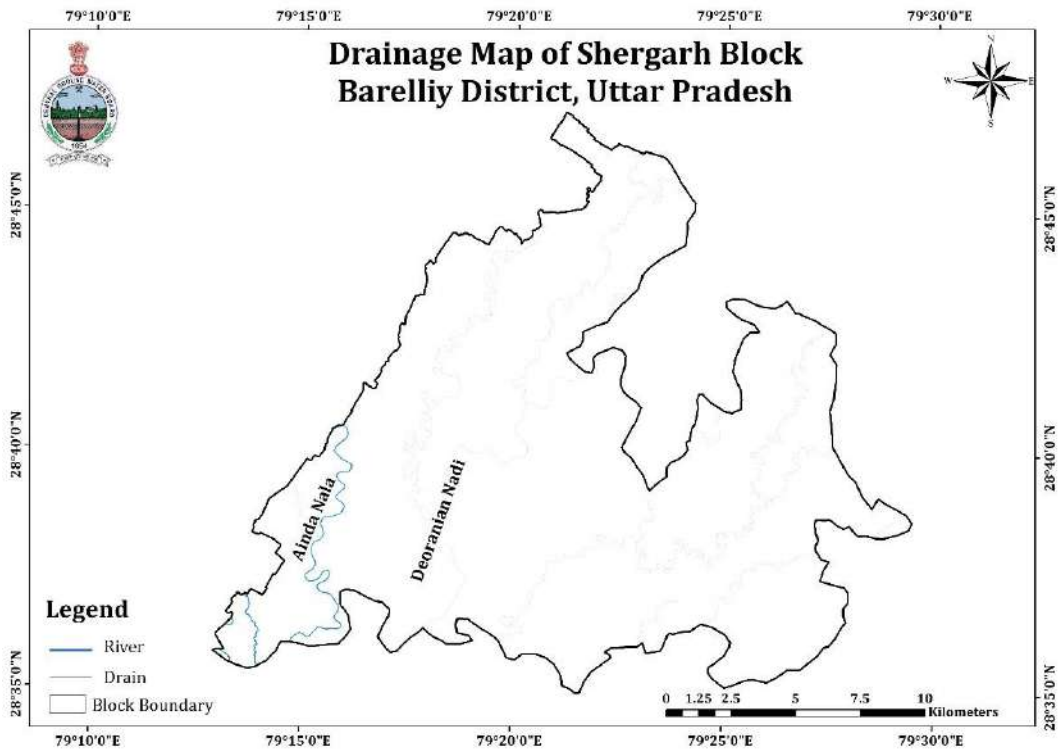 79°10'0"E 79°15'0"E 79°20'0"E 79°25'0"E 79°30'0"E
Drainage Map of Shergarh Block
Barelliy District, Uttar Pradesh
N
W E
S
1954
28°45'0"N 28°45'0"N
28°40'0"N 28°40'0"N
Ainda Nala
Deoranian Nadi
Legend
River
Drain
Block Boundary
0 1.25 2.5 5 7.5 10
Kilometers
28°35'0"N 28°35'0"N
79°10'0"E 79°15'0"E 79°20'0"E 79°25'0"E 79°30'0"E